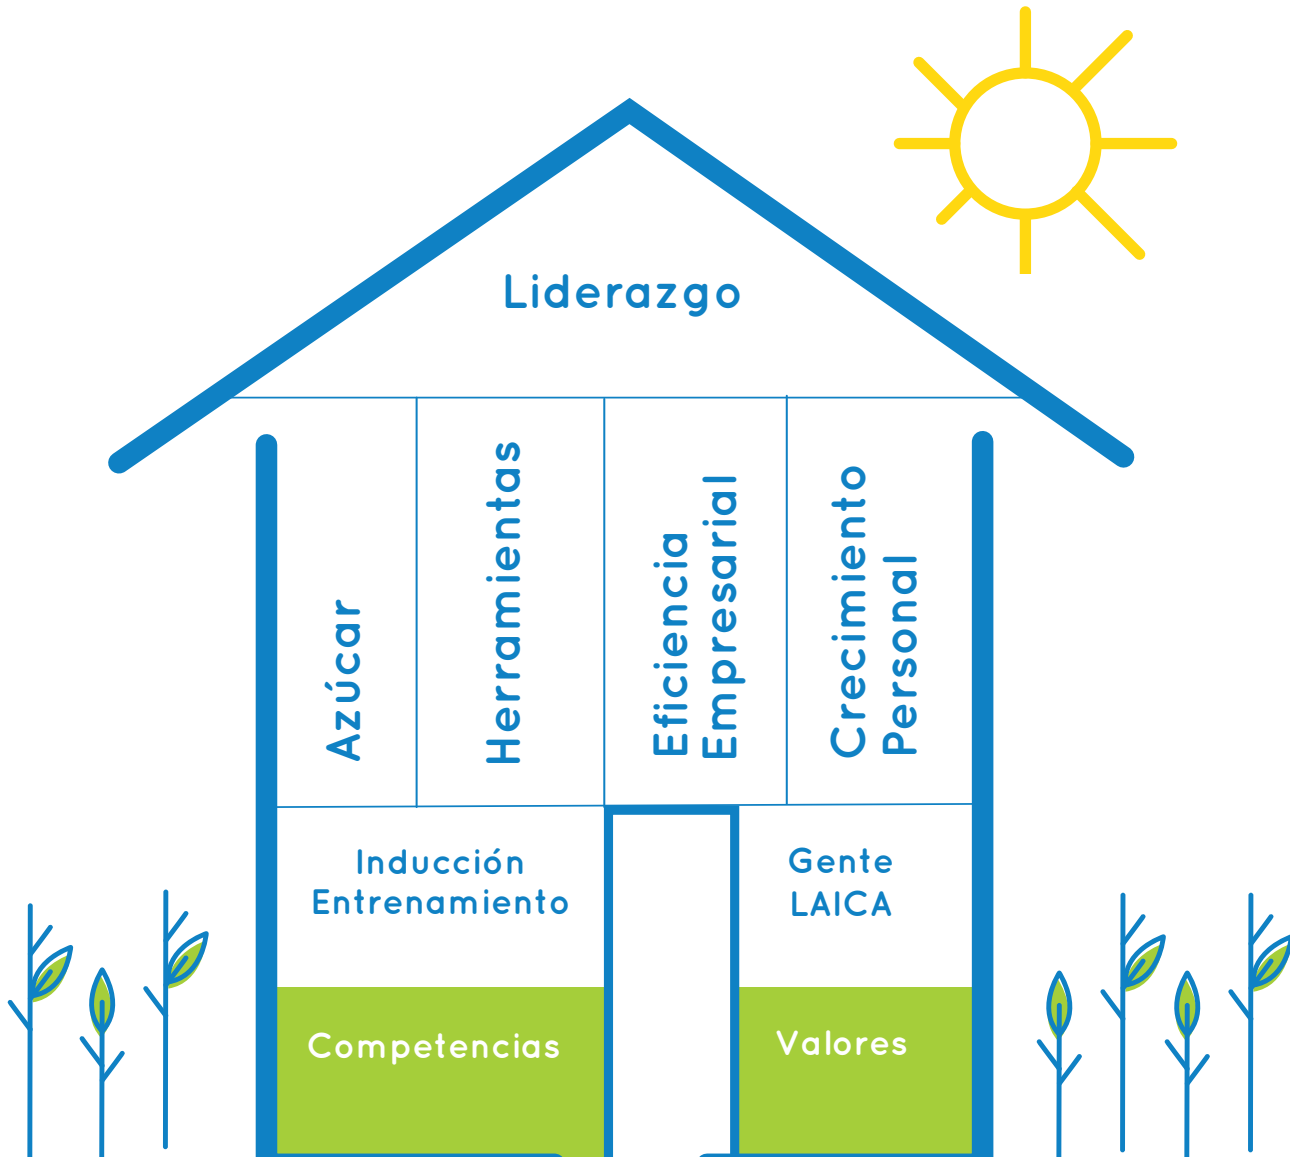 Liderazgo
Azúcar
Herramientas
Eficiencia
Empresarial
Crecimiento
Personal
Inducción
Entrenamiento
Gente
LAICA
Competencias
Valores